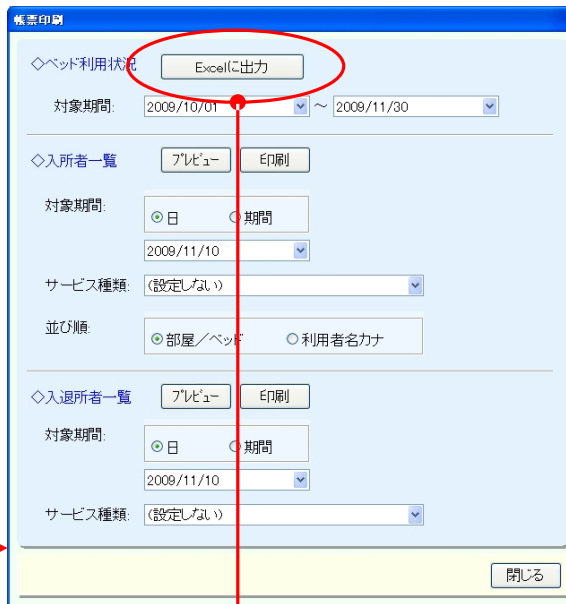 帳票印刷
◇ベッド利用状況 Excelに出力
対象期間: 2009/10/01 ～ 2009/11/30
◇入所者一覧 ﾌﾟﾚﾋﾞｭｰ 印刷
対象期間: 日 期間
2009/11/10
サービス種類: (設定しない)
並び順: 部屋／ベッド 利用者名カナ
◇入退所者一覧 ﾌﾟﾚﾋﾞｭｰ 印刷
対象期間: 日 期間
2009/11/10
サービス種類: (設定しない)
閉じる